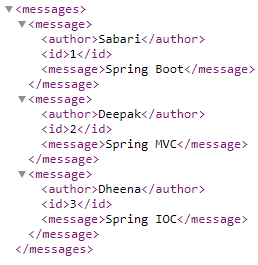 <messages>
<message>
<author>Sabari</author>
<id>1</id>
<message>Spring Boot</message>
</message>
<message>
<author>Deepak</author>
<id>2</id>
<message>Spring MVC</message>
</message>
<message>
<author>Dheena</author>
<id>3</id>
<message>Spring IOC</message>
</message>
</messages>